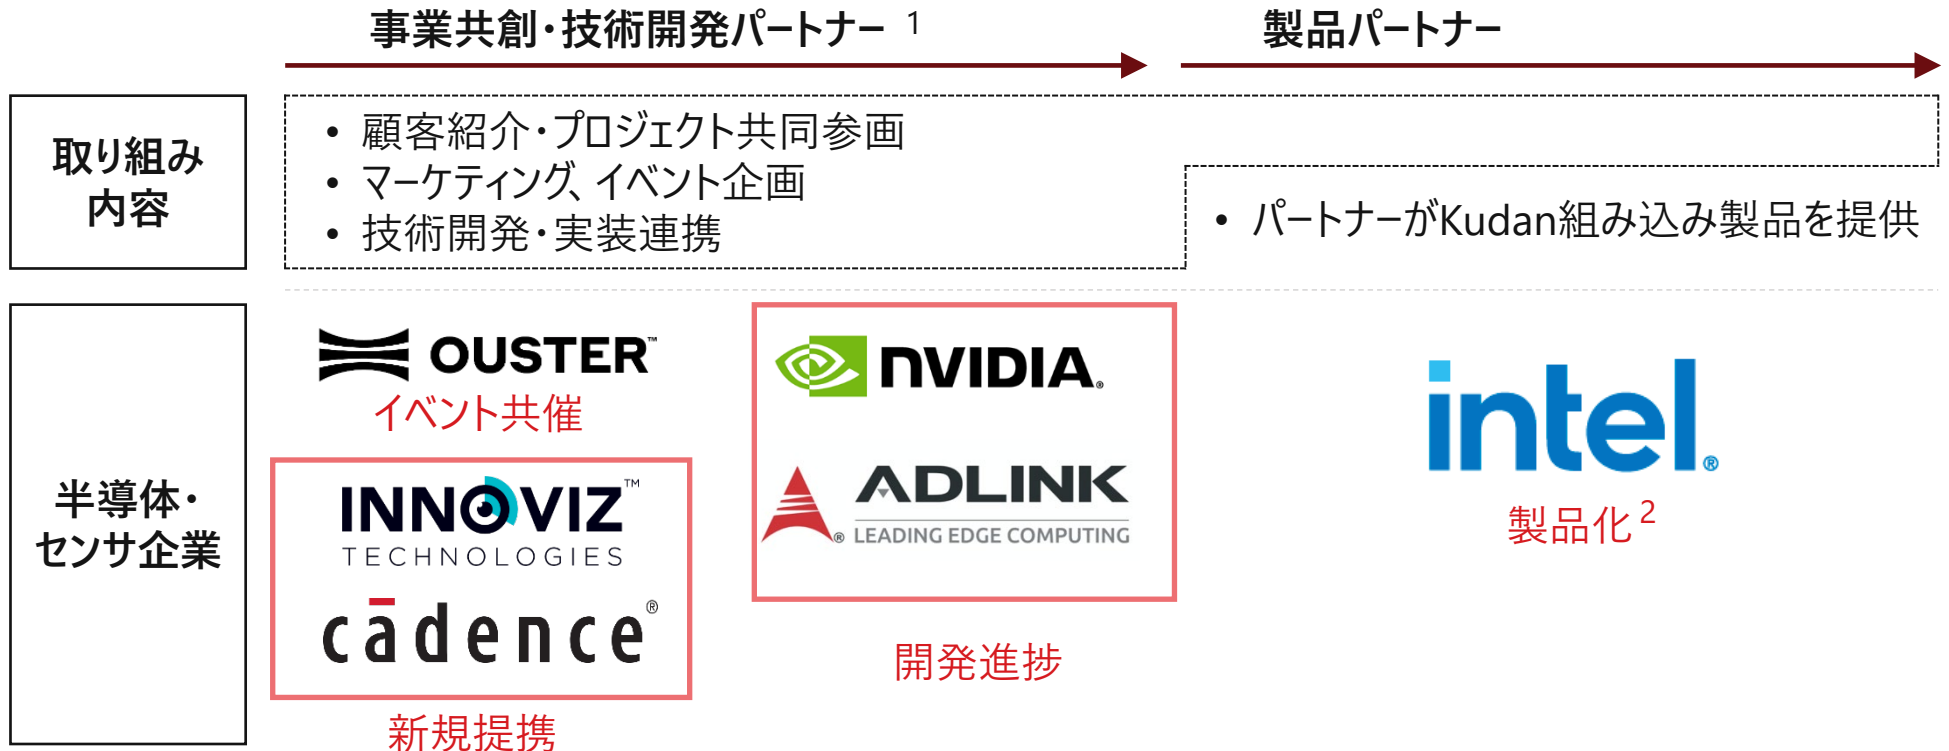 事業共創・技術開発パートナー 1
製品パートナー
取り組み
内容
• 顧客紹介・プロジェクト共同参画
• マーケティング、イベント企画
• 技術開発・実装連携
• パートナーがKudan組み込み製品を提供
半導体・
センサ企業
OUSTER™
イベント共催
INNOVIZ™
TECHNOLOGIES
cādence®
新規提携
NVIDIA®
ADLINK
® LEADING EDGE COMPUTING
開発進捗
intel®
製品化 2